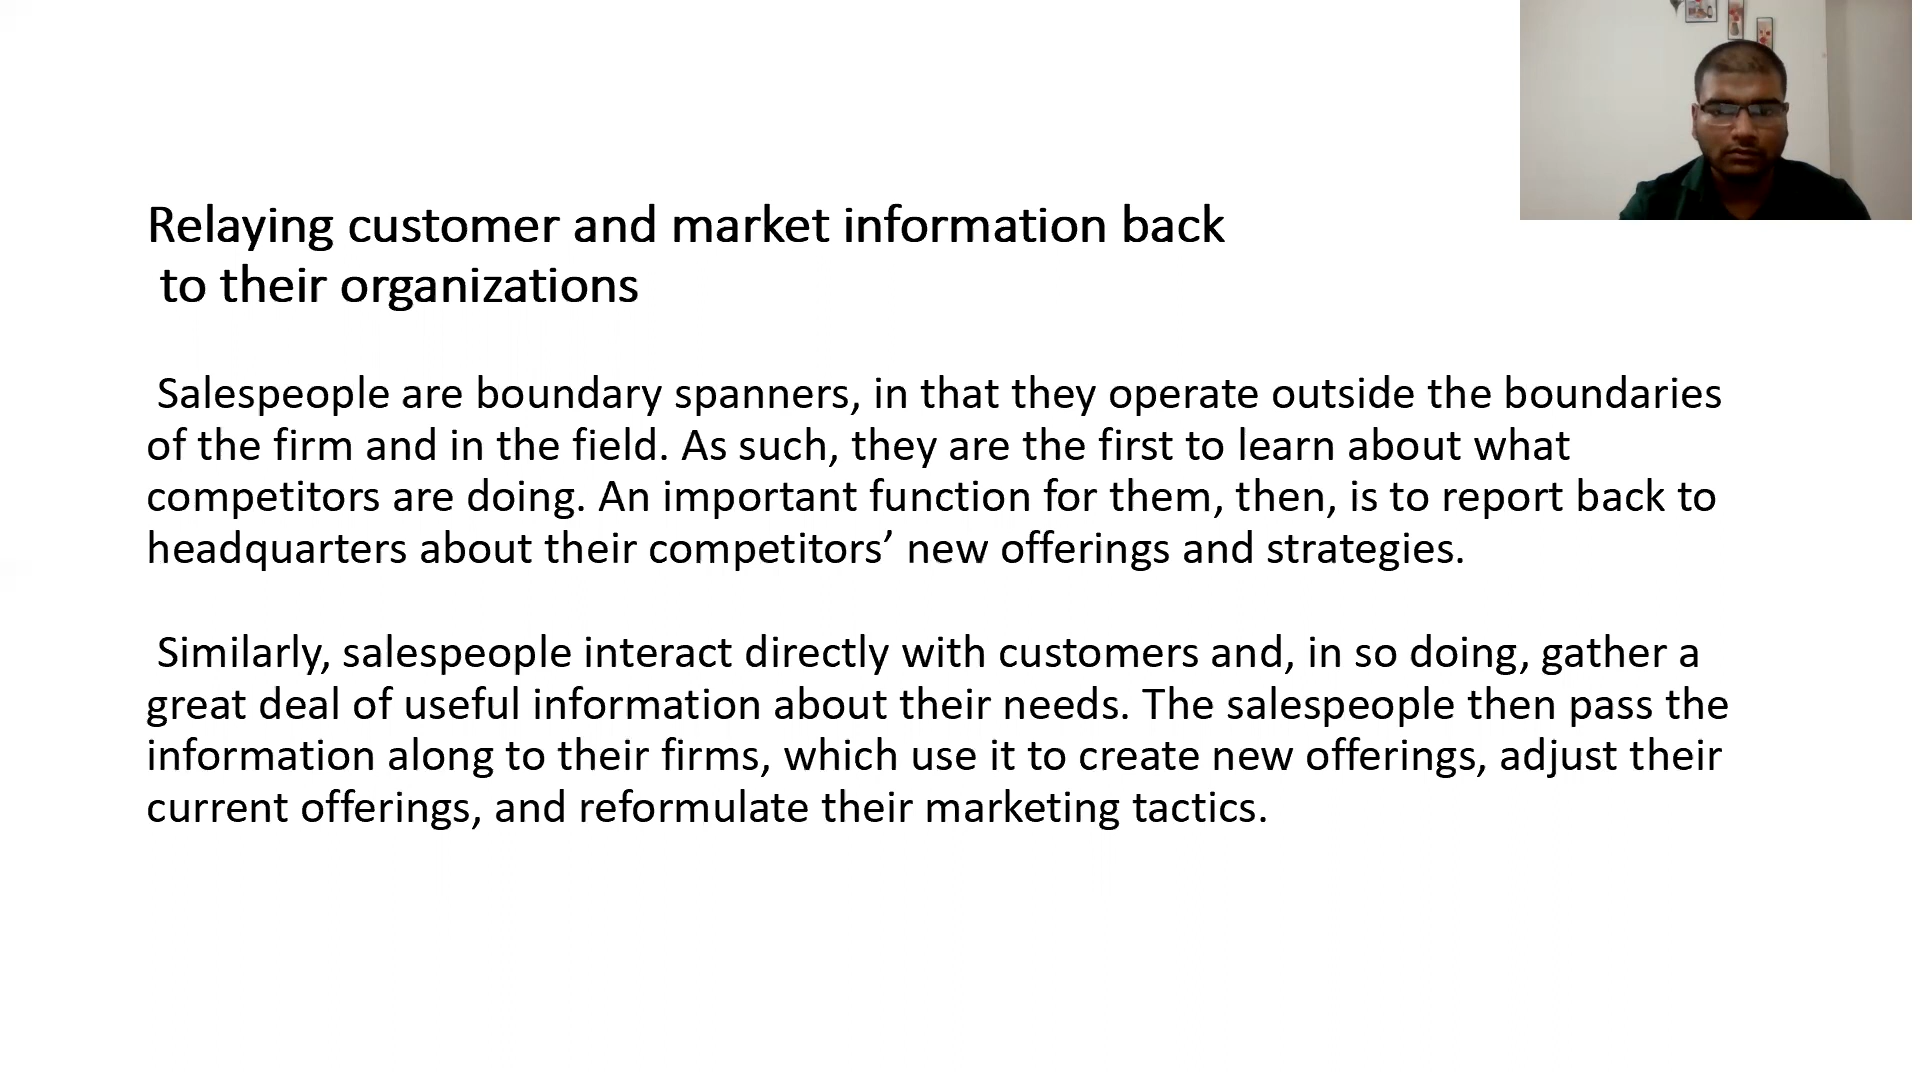 Relaying customer and market information back
to their organizations
Salespeople are boundary spanners, in that they operate outside the boundaries
of the firm and in the field. As such, they are the first to learn about what
competitors are doing. An important function for them, then, is to report back to
headquarters about their competitors’ new offerings and strategies.
Similarly, salespeople interact directly with customers and, in so doing, gather a
great deal of useful information about their needs. The salespeople then pass the
information along to their firms, which use it to create new offerings, adjust their
current offerings, and reformulate their marketing tactics.